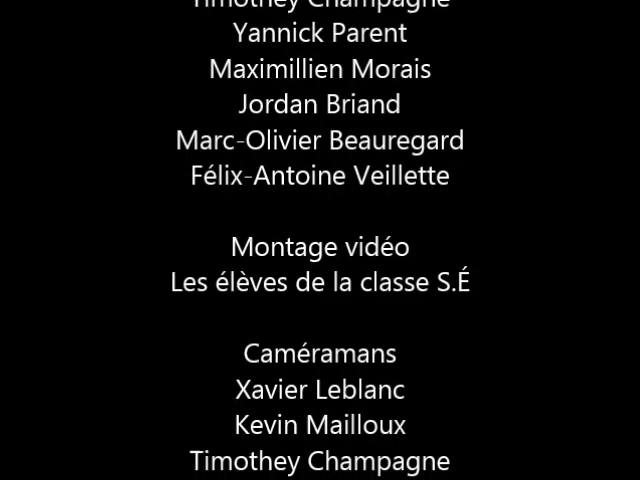 Timothey Champagne
Yannick Parent
Maximillien Morais
Jordan Briand
Marc-Olivier Beauregard
Félix-Antoine Veillette
Montage vidéo
Les élèves de la classe S.É
Caméramans
Xavier Leblanc
Kevin Mailloux
Timothey Champagne